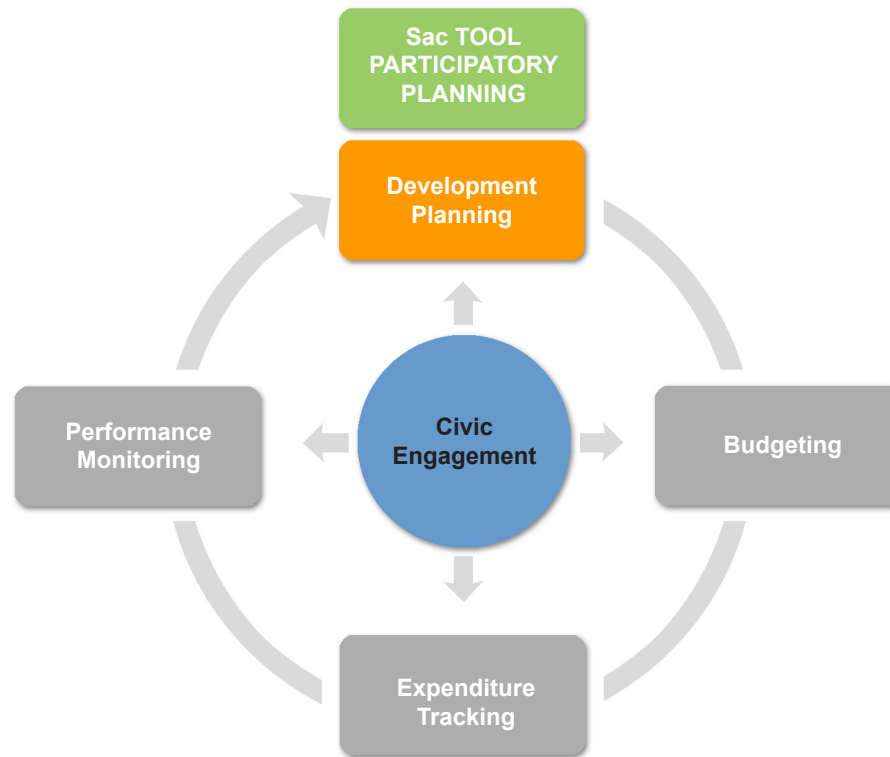 Sac TOOL
PARTICIPATORY
PLANNING
Development
Planning
Performance
Monitoring
Civic
Engagement
Budgeting
Expenditure
Tracking